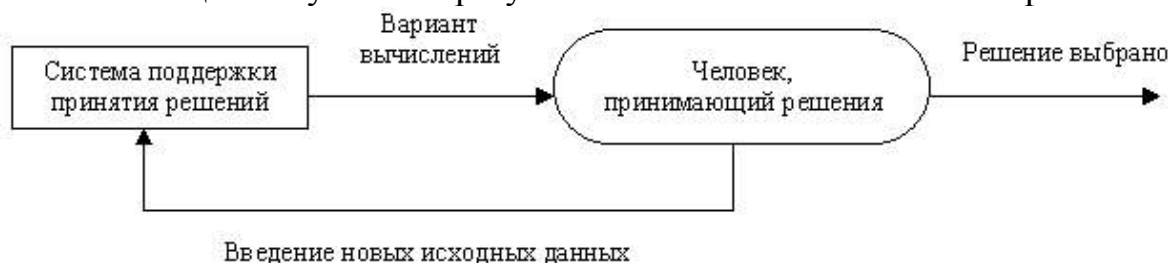 Вариант
вычислений
Решение выбрано
Система поддержки
принятия решений
Человек,
принимающий решения
Введение новых исходных данных